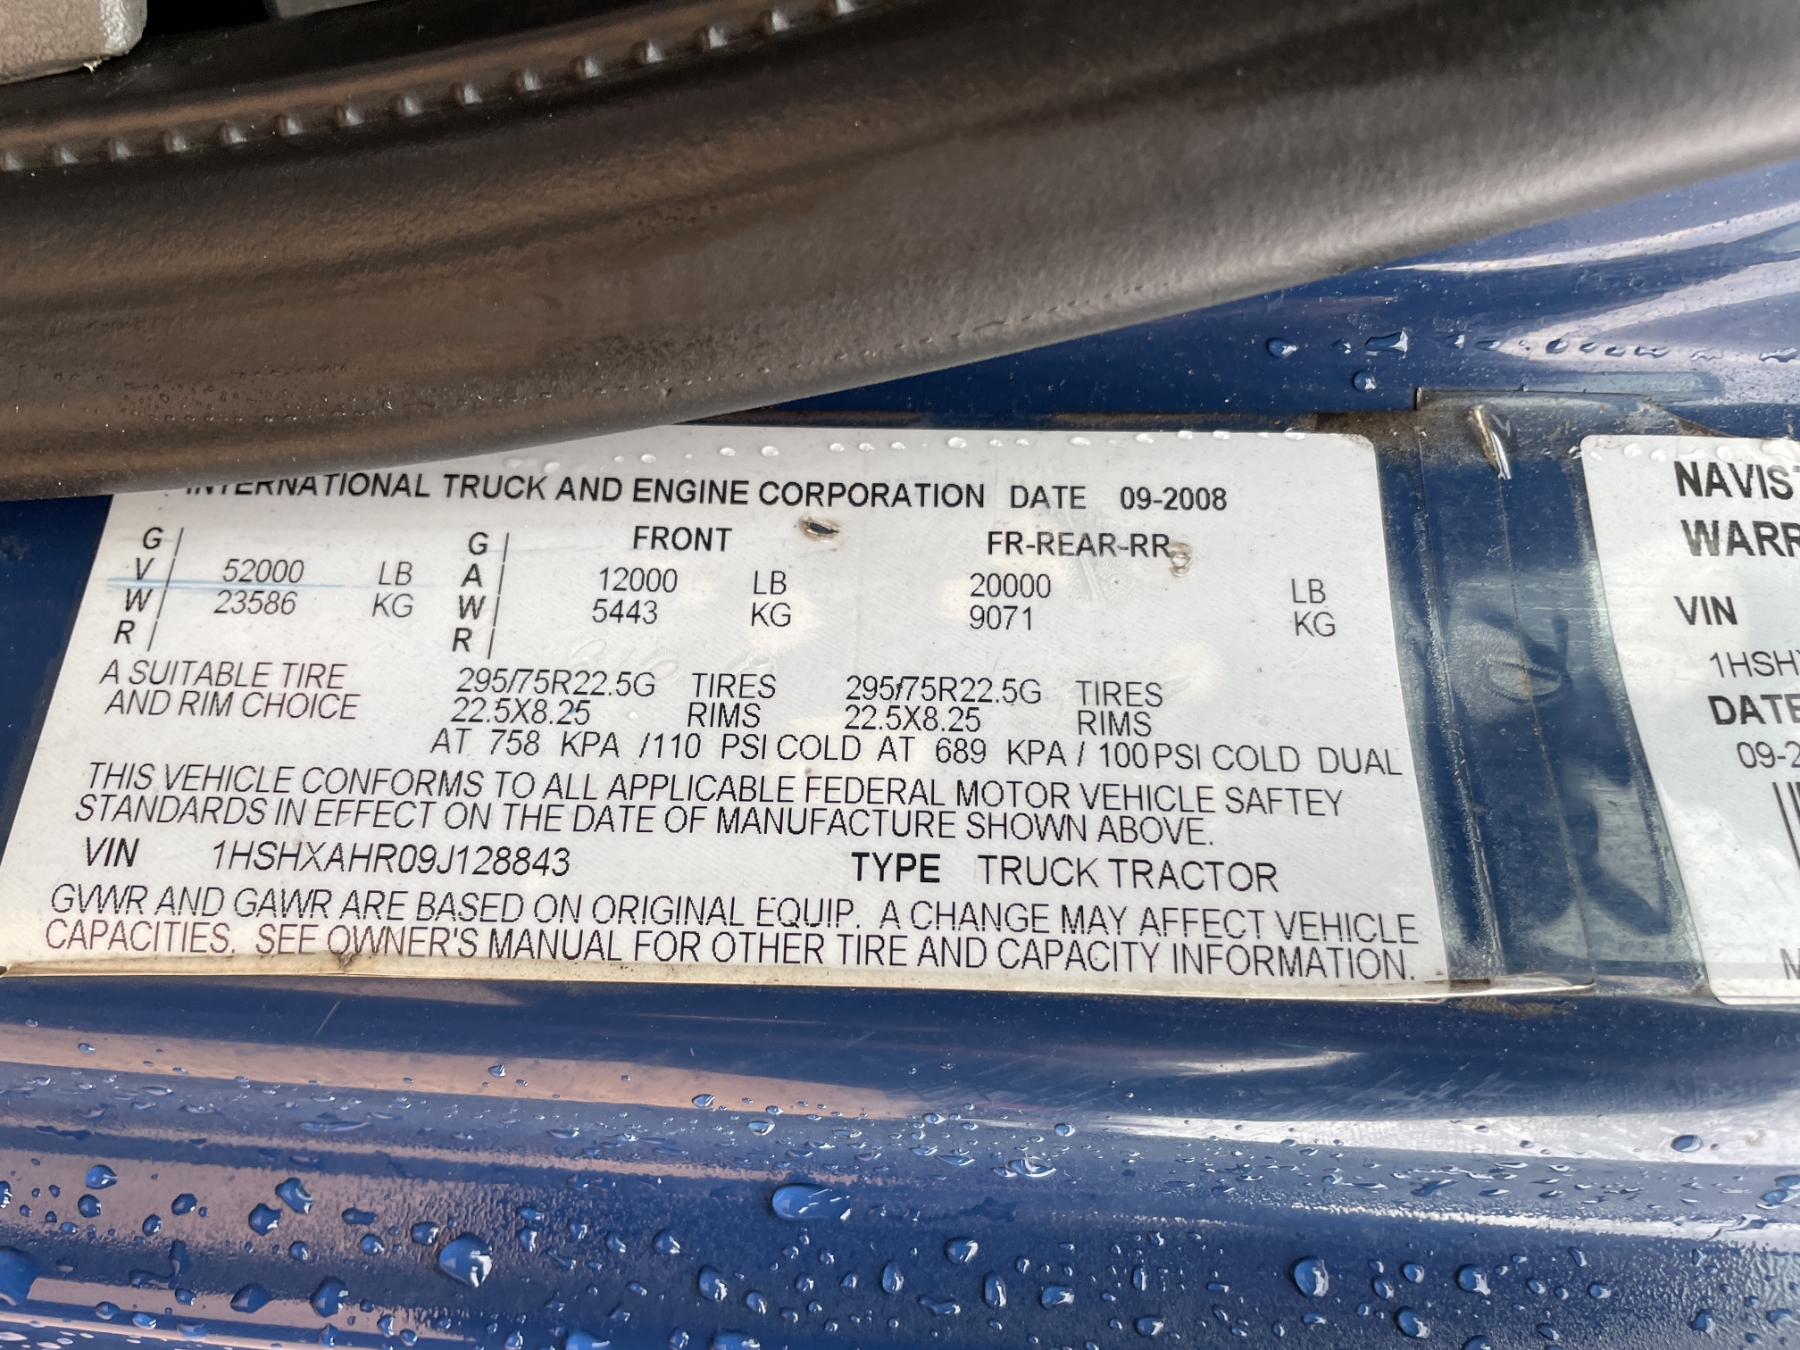 INTERNATIONAL TRUCK AND ENGINE CORPORATION DATE 09-2008
G G FRONT FR-REAR-RR
V 52000 LB A 12000 LB 20000 LB
W 23586 KG W 5443 KG 9071 KG
R R
A SUITABLE TIRE 295/75R22.5G TIRES 295/75R22.5G TIRES
AND RIM CHOICE 22.5X8.25 RIMS 22.5X8.25 RIMS
AT 758 KPA /110 PSI COLD AT 689 KPA / 100 PSI COLD DUAL
THIS VEHICLE CONFORMS TO ALL APPLICABLE FEDERAL MOTOR VEHICLE SAFTEY
STANDARDS IN EFFECT ON THE DATE OF MANUFACTURE SHOWN ABOVE.
VIN 1HSHXAHR09J128843 TYPE TRUCK TRACTOR
GVWR AND GAWR ARE BASED ON ORIGINAL EQUIP. A CHANGE MAY AFFECT VEHICLE
CAPACITIES. SEE OWNER'S MANUAL FOR OTHER TIRE AND CAPACITY INFORMATION.
NAVIS
WARR
VIN
1HSH
DATE
09-2